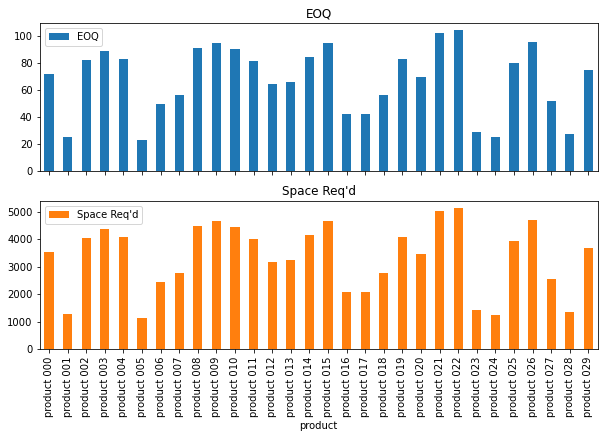 EOQ
EOQ
100
80
60
40
20
0
Space Req'd
Space Req'd
5000
4000
3000
2000
1000
0
product 000
product 001
product 002
product 003
product 004
product 005
product 006
product 007
product 008
product 009
product 010
product 011
product 012
product 013
product 014
product 015
product 016
product 017
product 018
product 019
product 020
product 021
product 022
product 023
product 024
product 025
product 026
product 027
product 028
product 029
product